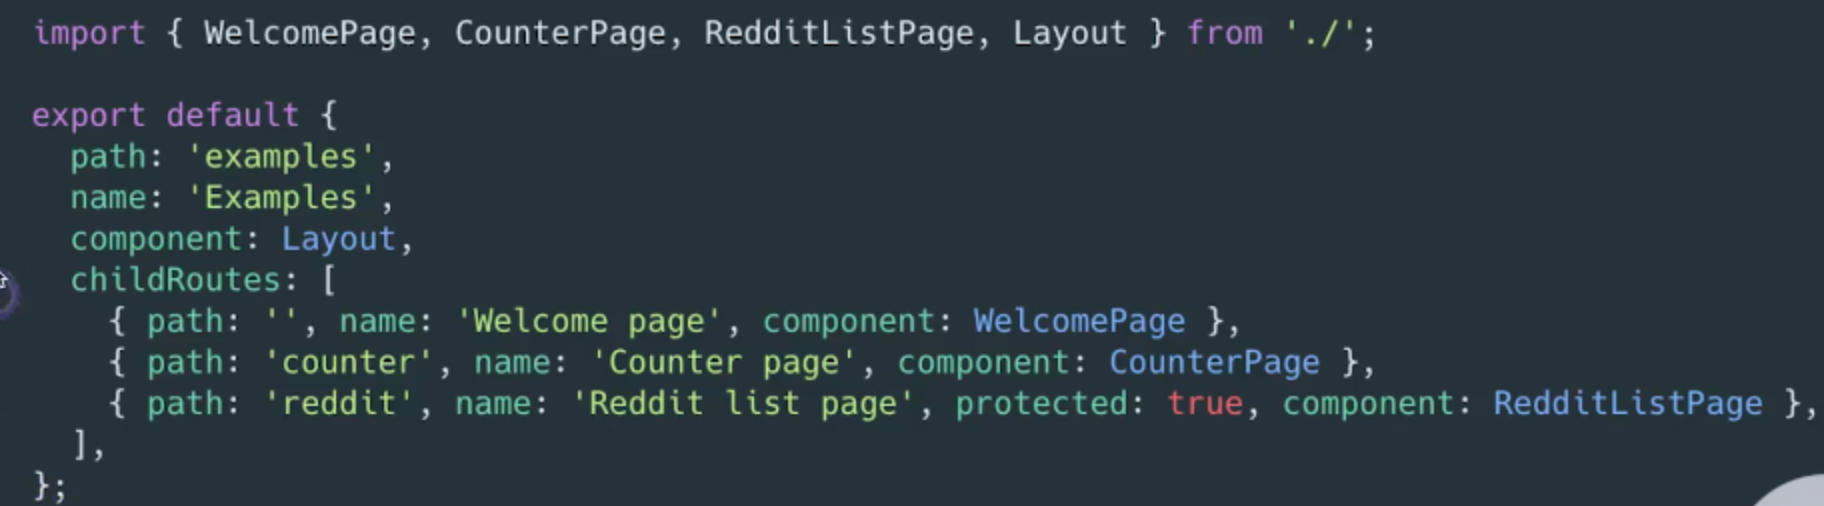 import { WelcomePage, CounterPage, RedditListPage, Layout } from './';
export default {
  path: 'examples',
  name: 'Examples',
  component: Layout,
  childRoutes: [
    { path: '', name: 'Welcome page', component: WelcomePage },
    { path: 'counter', name: 'Counter page', component: CounterPage },
    { path: 'reddit', name: 'Reddit list page', protected: true, component: RedditListPage },
  ],
};